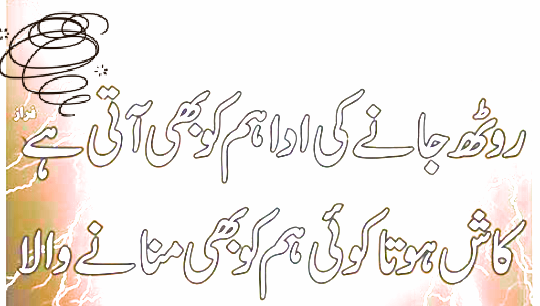 روٹھ جانے کی ادا ہم کو بھی آتی ہے فراز
کاش ہوتا کوئی ہم کو بھی منانے والا